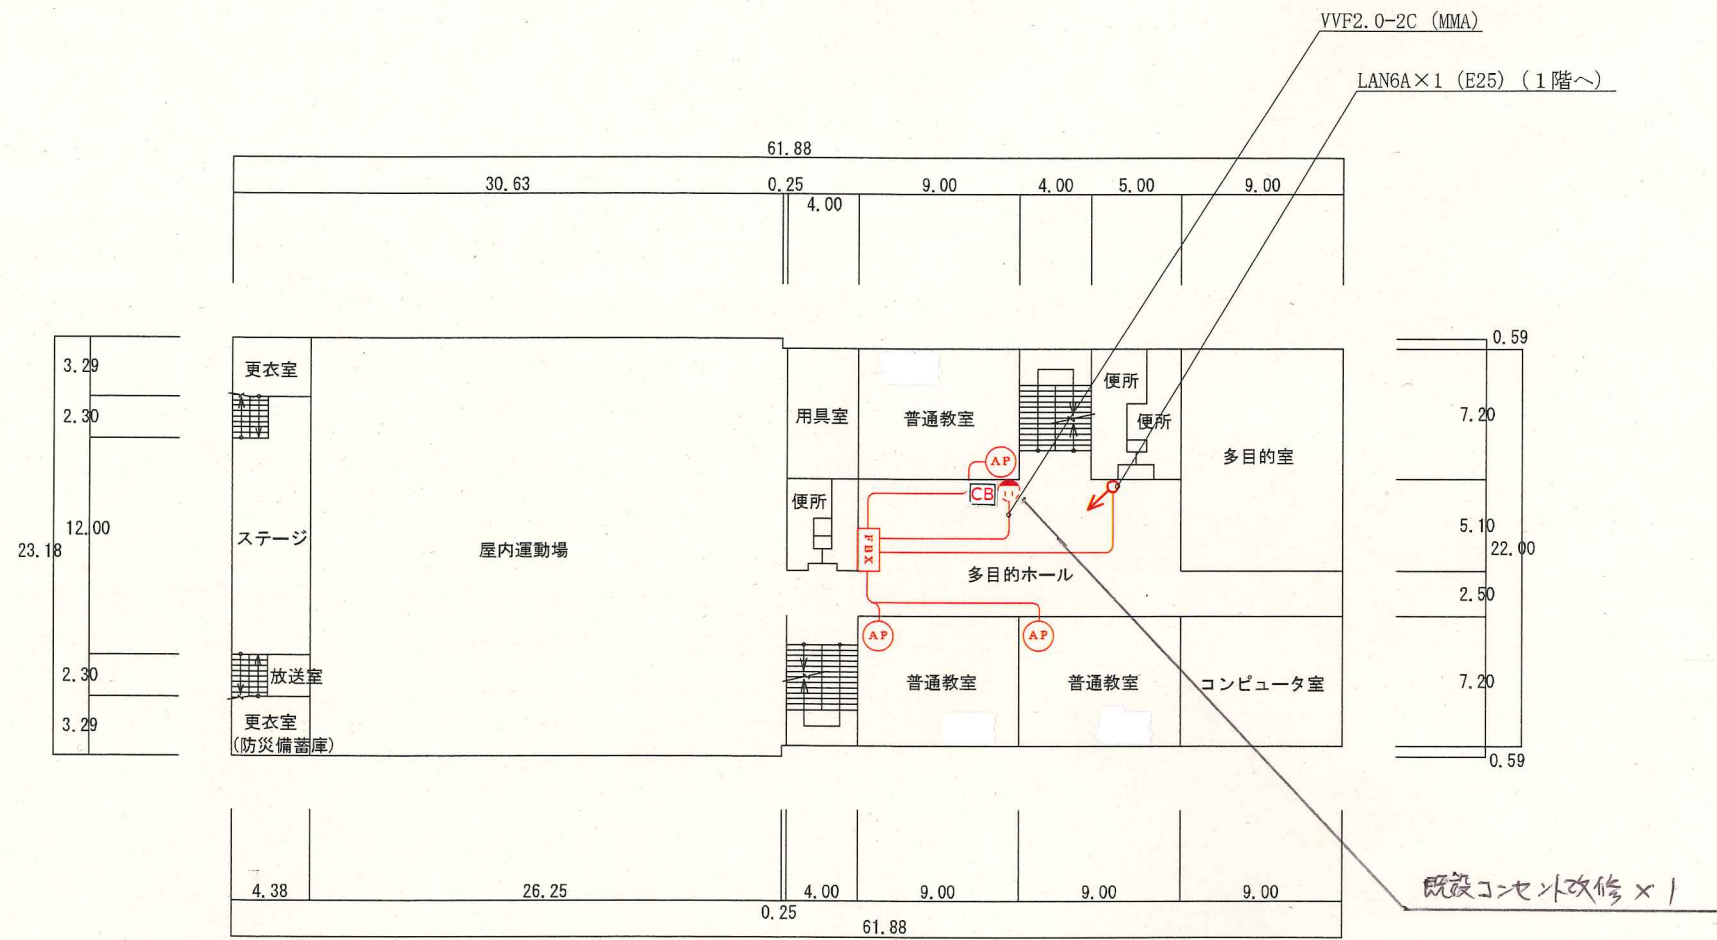 VVF2.0-2C (MMA)
LAN6A×1 (E25) (1階へ)
61.88
30.63
0.25
9.00
4.00
5.00
9.00
4.00
0.59
3.29
更衣室
2.30
用具室
普通教室
便所
便所
7.20
多目的室
AP
CB
便所
12.00
23.18
ステージ
屋内運動場
FBX
5.10
22.00
多目的ホール
2.50
AP
AP
2.30
放送室
普通教室
普通教室
コンピュータ室
7.20
3.29
更衣室
(防災備蓄庫)
0.59
4.38
26.25
4.00
9.00
9.00
9.00
0.25
61.88
既設コンセント改修×1